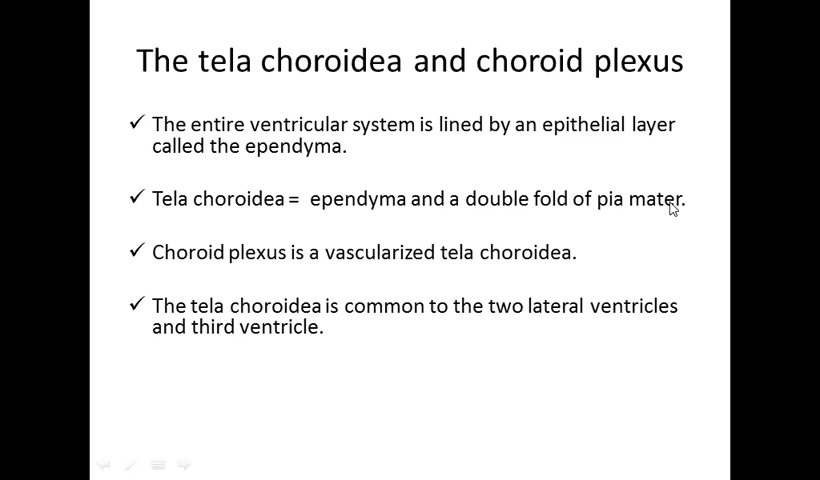 The tela choroidea and choroid plexus
✓ The entire ventricular system is lined by an epithelial layer
called the ependyma.
✓ Tela choroidea = ependyma and a double fold of pia mater.
✓ Choroid plexus is a vascularized tela choroidea.
✓ The tela choroidea is common to the two lateral ventricles
and third ventricle.